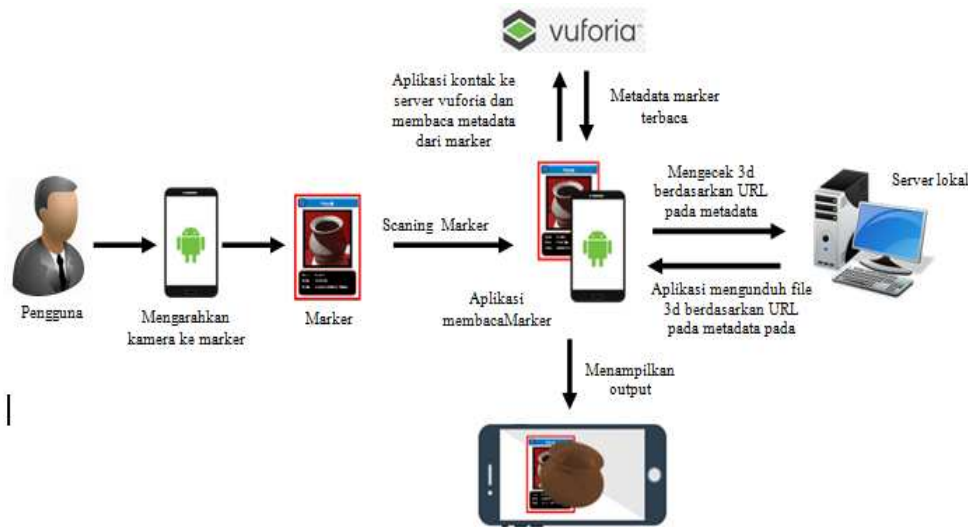 vuforia™
Aplikasi kontak ke
server vuforia dan
membaca metadata
dari marker
Metadata marker
terbaca
Mengecek 3d
berdasarkan URL
pada metadata
Server lokal
Scaning Marker
Pengguna
Mengarahkan
kamera ke marker
Marker
Aplikasi
membacaMarker
Aplikasi mengunduh file
3d berdasarkan URL
pada metadata pada
Menampilkan
output